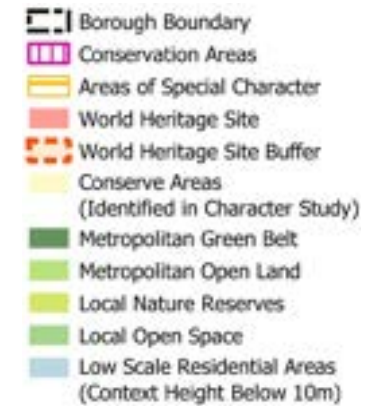 Borough Boundary
Conservation Areas
Areas of Special Character
World Heritage Site
World Heritage Site Buffer
Conserve Areas
(Identified in Character Study)
Metropolitan Green Belt
Metropolitan Open Land
Local Nature Reserves
Local Open Space
Low Scale Residential Areas
(Context Height Below 10m)